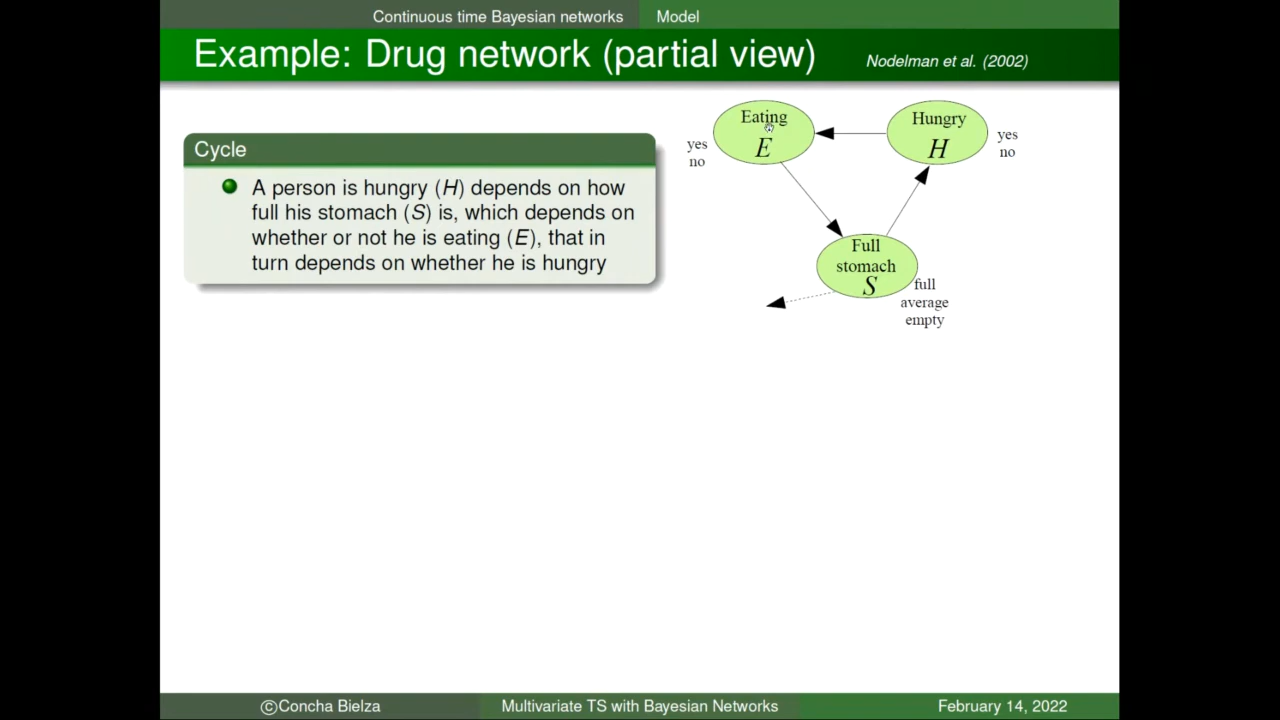 Continuous time Bayesian networks Model
Example: Drug network (partial view) Nodelman et al. (2002)
Cycle
A person is hungry (H) depends on how
full his stomach (S) is, which depends on
whether or not he is eating (E), that in
turn depends on whether he is hungry
Eating
E
yes
no
Hungry
H
yes
no
Full
stomach
S
full
average
empty
©Concha Bielza Multivariate TS with Bayesian Networks February 14, 2022